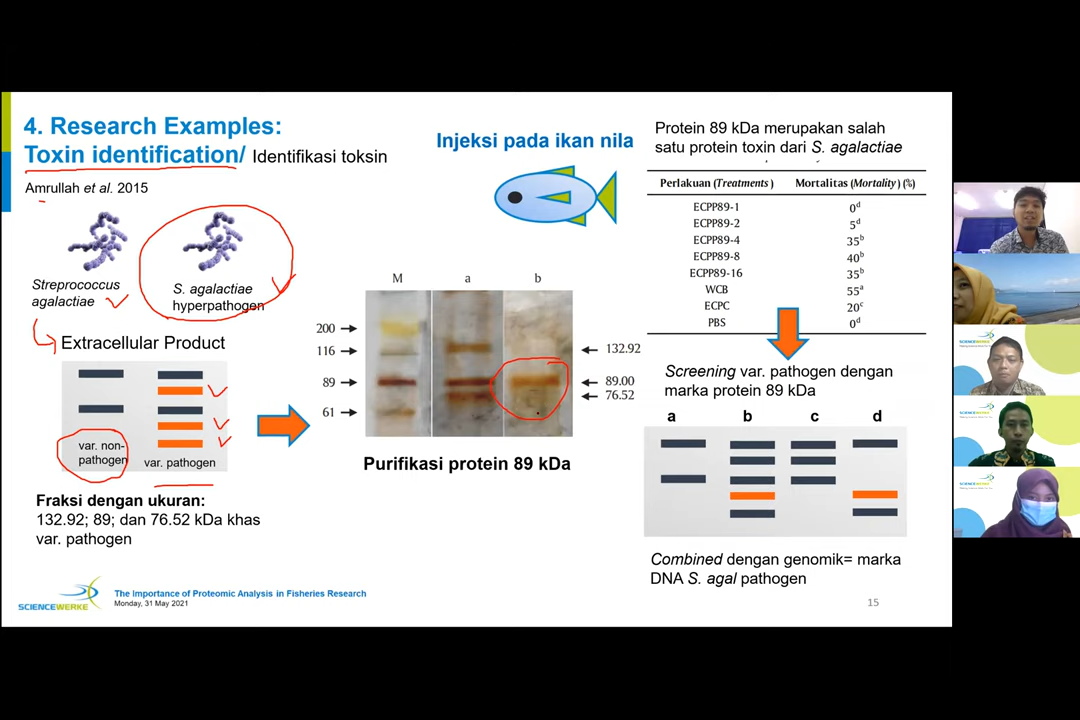 4. Research Examples:
Toxin identification/ Identifikasi toksin
Amrullah et al. 2015
Streprococcus
agalactiae
S. agalactiae
hyperpathogen
Extracellular Product
var. non-
pathogen
var. pathogen
Fraksi dengan ukuran:
132.92; 89; dan 76.52 kDa khas
var. pathogen
Injeksi pada ikan nila
M a b
200
116
89
61
132.92
89.00
76.52
Purifikasi protein 89 kDa
Protein 89 kDa merupakan salah
satu protein toxin dari S. agalactiae
Perlakuan (Treatments) Mortalitas (Mortality) (%)
ECPP89-1 0d
ECPP89-2 5d
ECPP89-4 35b
ECPP89-8 40b
ECPP89-16 35b
WCB 55a
ECPC 20c
PBS 0d
Screening var. pathogen dengan
marka protein 89 kDa
a b c d
Combined dengan genomik= marka
DNA S. agal pathogen
SCIENCEWERKE
The Importance of Proteomic Analysis in Fisheries Research
Monday, 31 May 2021
15